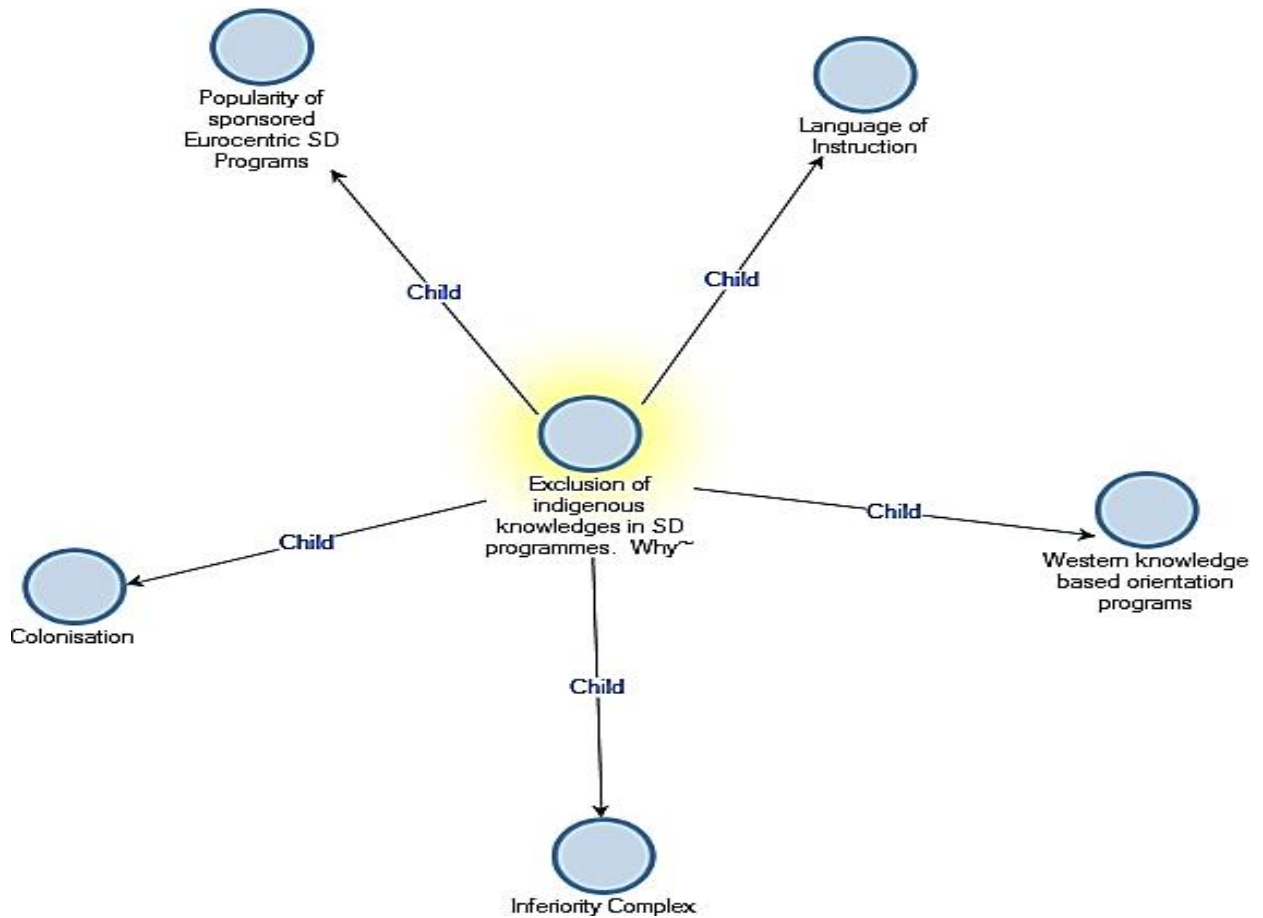 Popularity of
sponsored
Eurocentric SD
Programs
Language of
Instruction
Child
Child
Exclusion of
indigenous
knowledges in SD
programmes. Why~
Child
Western knowledge
based orientation
programs
Child
Colonisation
Child
Inferiority Complex